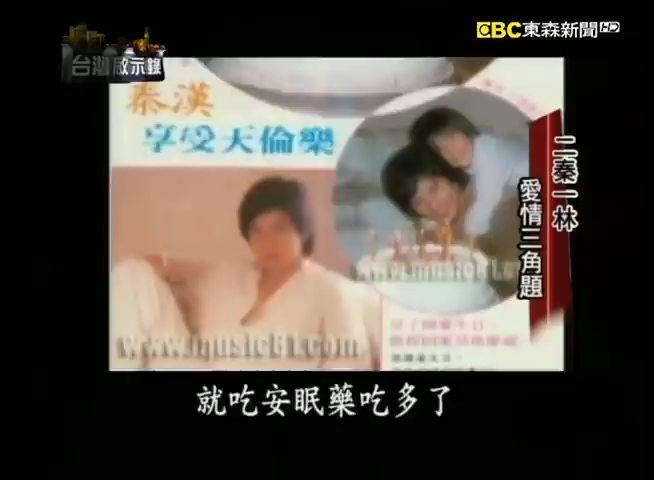 EBC東森新聞HD
台灣啟示錄
秦漢
享受天倫樂
二秦一林
愛情三角題
www.music81.com
就吃安眠藥吃多了